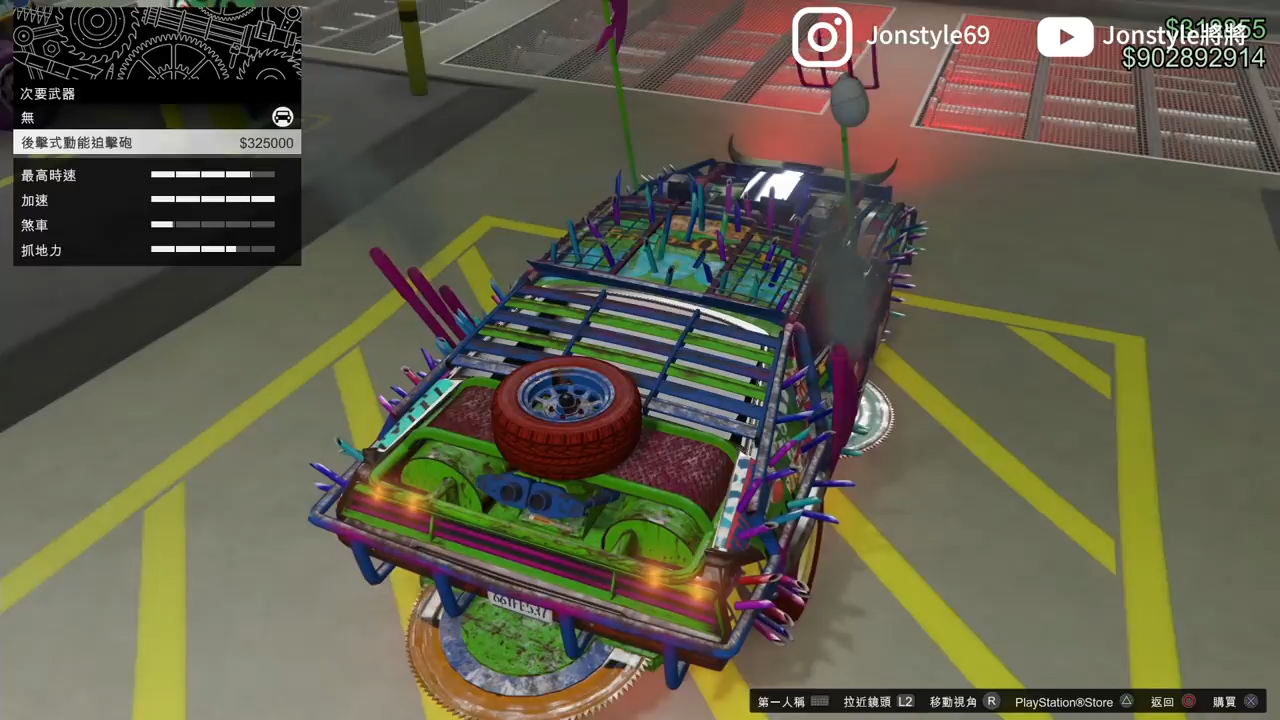 Jonstyle69
Jonstyle將將
$902892914
次要武器
無
後擊式動能迫擊砲 $325000
最高時速
加速
煞車
抓地力
第一人稱 拉近鏡頭 L2 移動視角 R PlayStation®Store 返回 購買